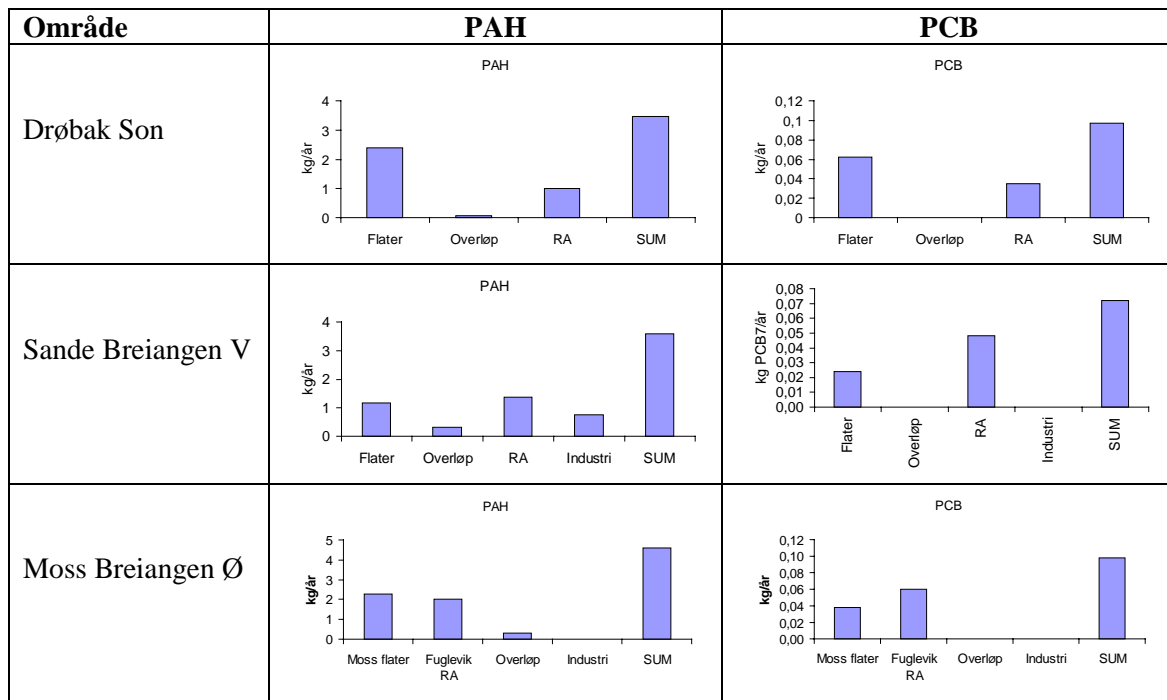 Område PAH PCB
Drøbak Son
PAH
kg/år
4
3
2
1
0
Flater Overløp RA SUM
PCB
kg/år
0,12
0,1
0,08
0,06
0,04
0,02
0
Flater Overløp RA SUM
Sande Breiangen V
PAH
kg/år
4
3
2
1
0
Flater Overløp RA Industri SUM
PCB
kg PCB7/år
0,08
0,07
0,06
0,05
0,04
0,03
0,02
0,01
0,00
Flater Overløp RA Industri SUM
Moss Breiangen Ø
PAH
kg/år
5
4
3
2
1
0
Moss flater Fuglevik Overløp Industri SUM
RA
PCB
kg/år
0,12
0,10
0,08
0,06
0,04
0,02
0,00
Moss flater Fuglevik Overløp Industri SUM
RA